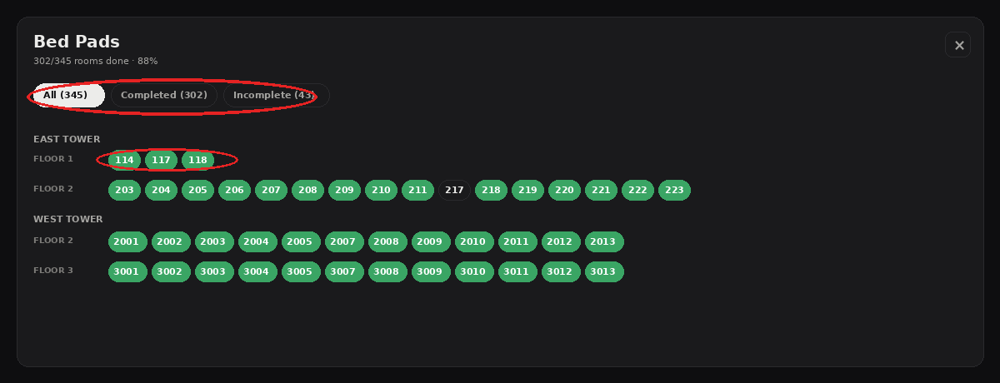 Bed Pads
302/345 rooms done · 88%
All (345) Completed (302) Incomplete (43)
EAST TOWER
FLOOR 1 114 117 118
FLOOR 2 203 204 205 206 207 208 209 210 211 217 218 219 220 221 222 223
WEST TOWER
FLOOR 2 2001 2002 2003 2004 2005 2007 2008 2009 2010 2011 2012 2013
FLOOR 3 3001 3002 3003 3004 3005 3007 3008 3009 3010 3011 3012 3013